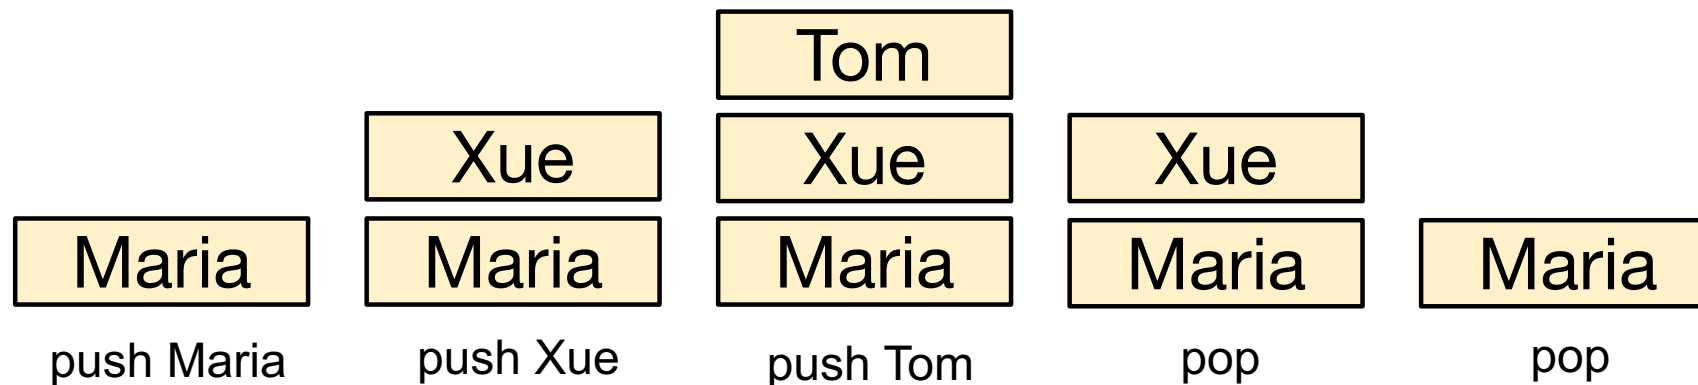 Tom
Xue
Xue
Xue
Maria
Maria
Maria
Maria
Maria
push Maria
push Xue
push Tom
pop
pop